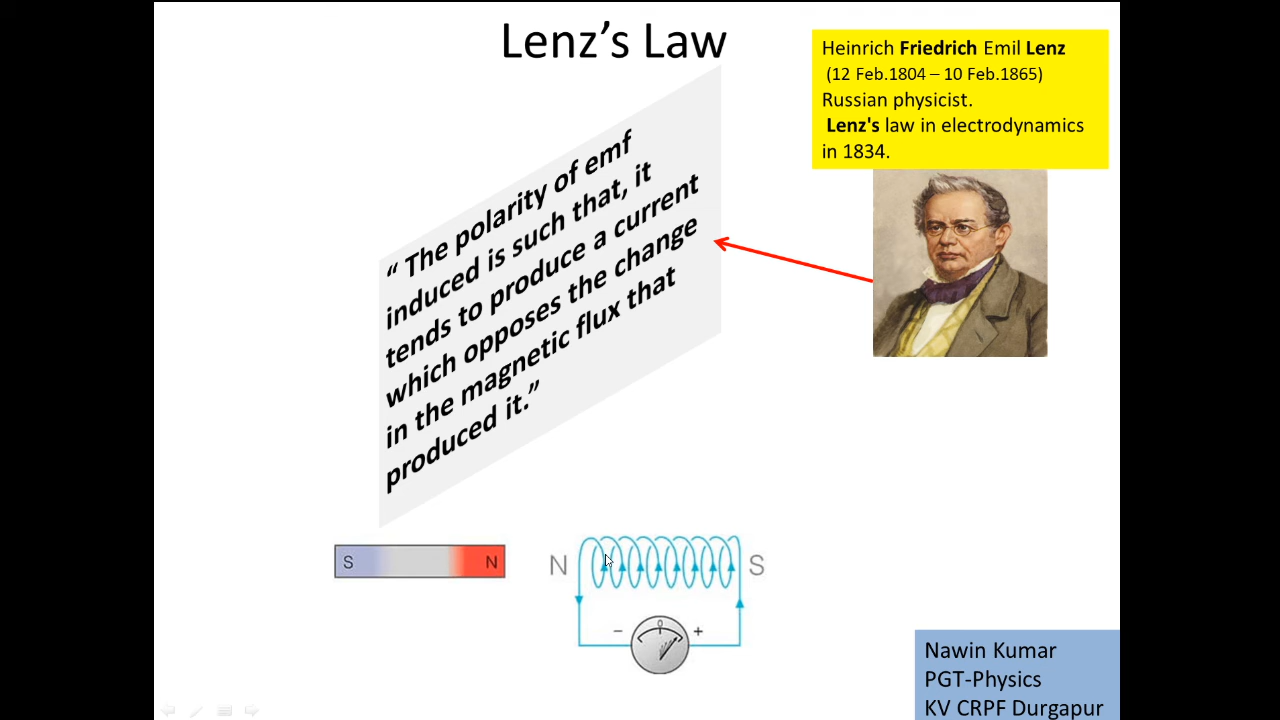 Lenz’s Law
Heinrich Friedrich Emil Lenz
(12 Feb.1804 – 10 Feb.1865)
Russian physicist.
Lenz's law in electrodynamics
in 1834.
“ The polarity of emf
induced is such that, it
tends to produce a current
which opposes the change
in the magnetic flux that
produced it.”
S N
N S
– 0 +
Nawin Kumar
PGT-Physics
KV CRPF Durgapur